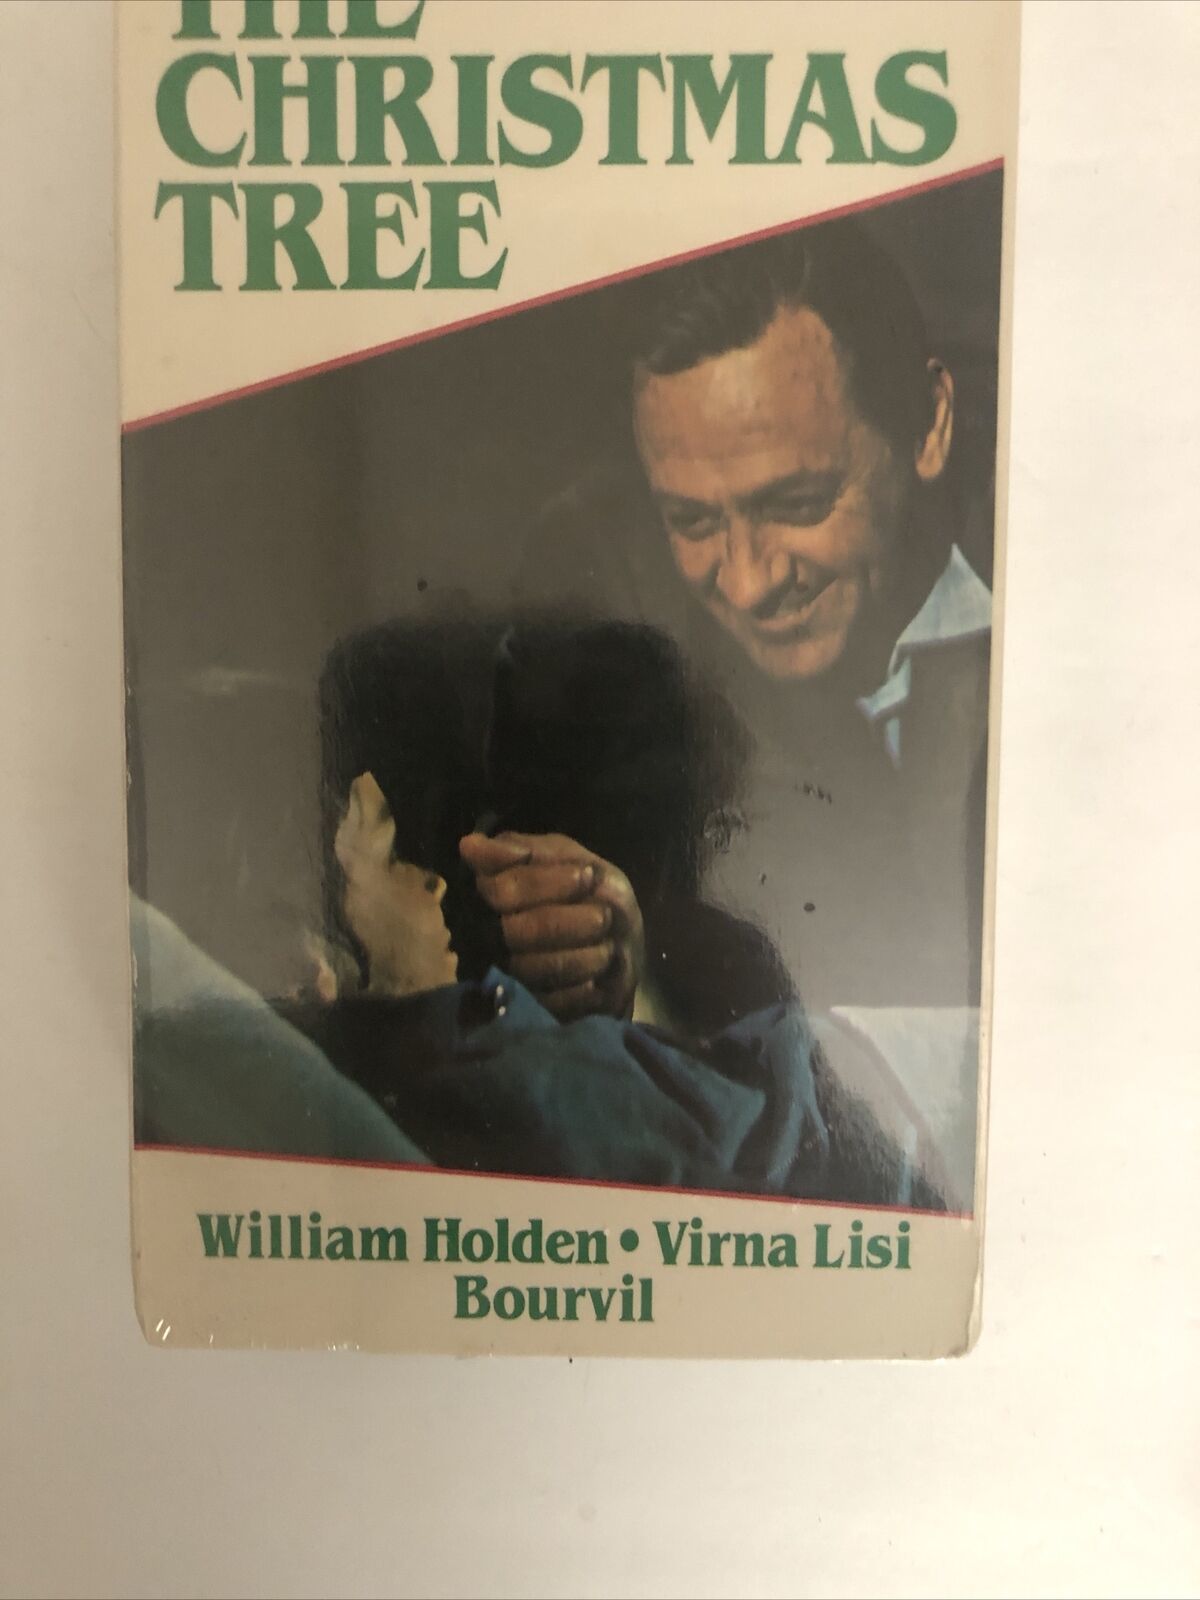 THE
CHRISTMAS
TREE
William Holden • Virna Lisi
Bourvil